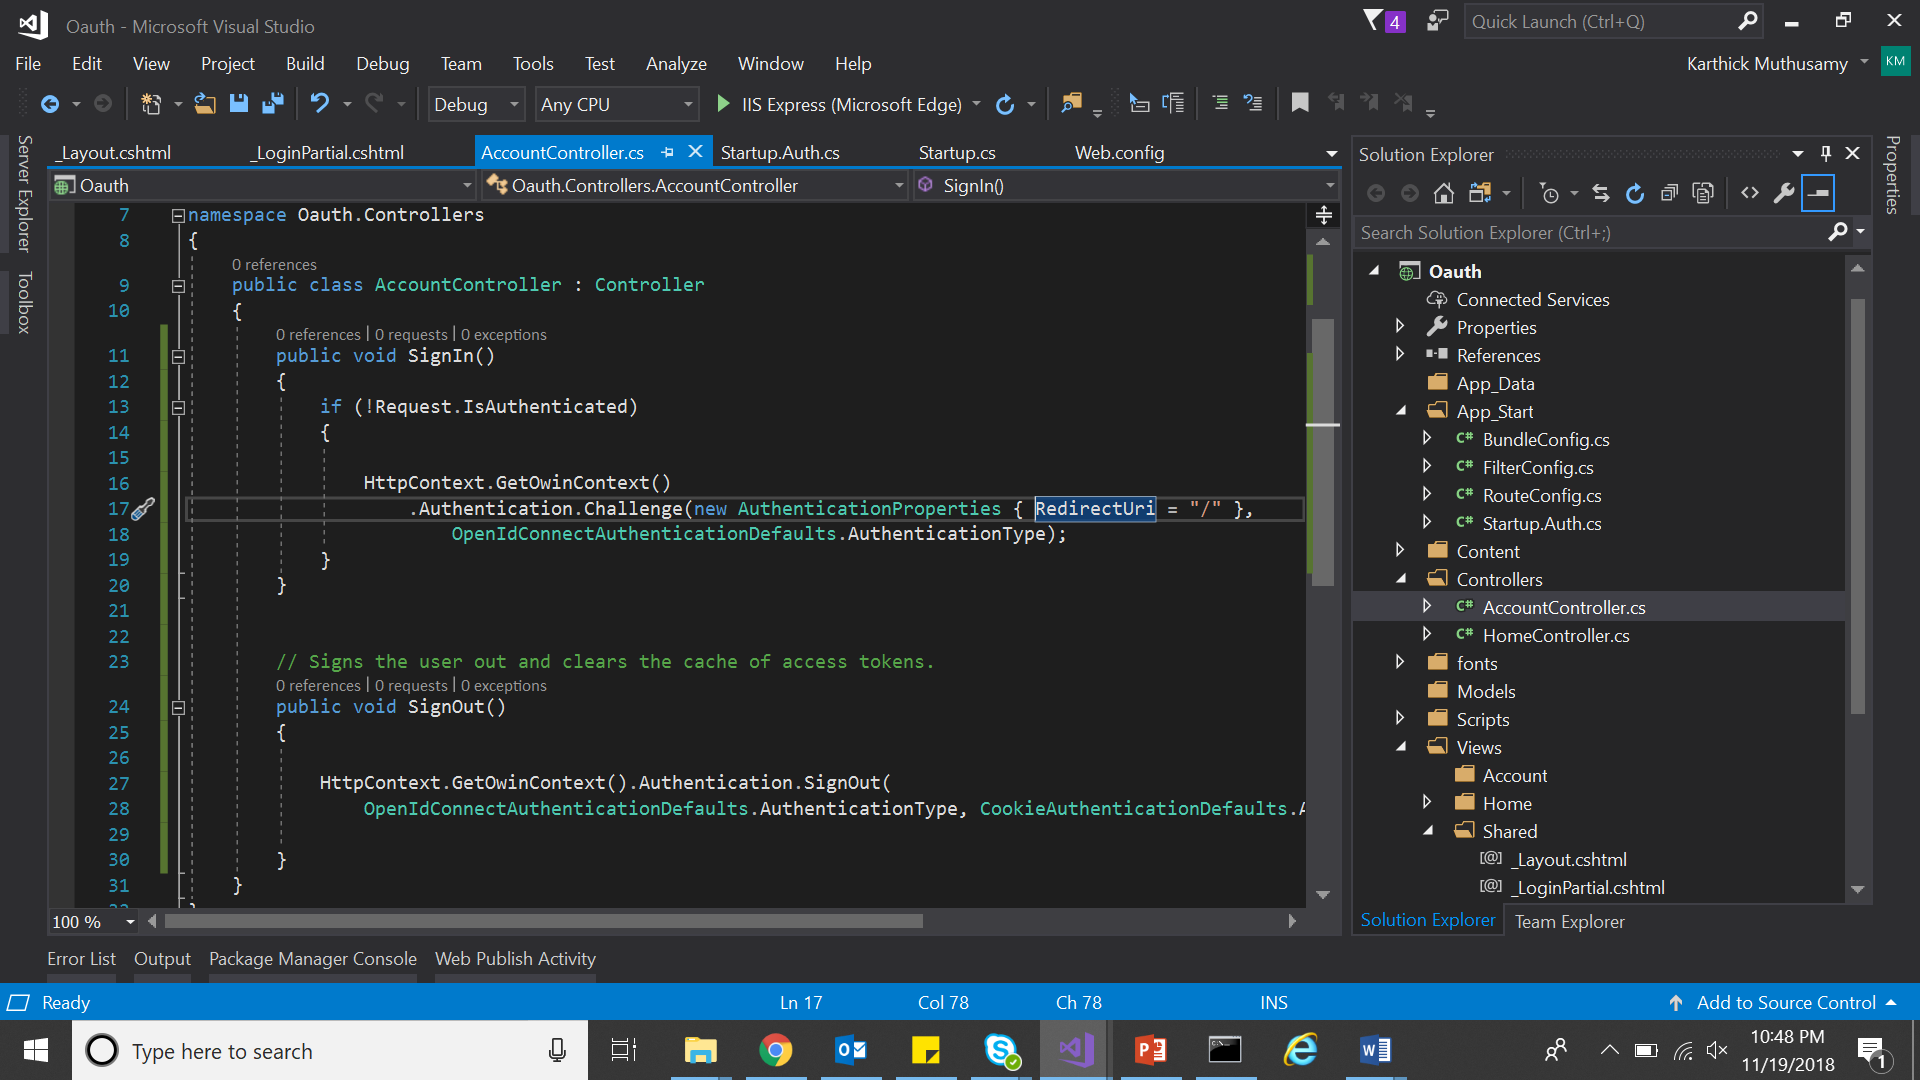 Oauth - Microsoft Visual Studio
4
Quick Launch (Ctrl+Q)
File Edit View Project Build Debug Team Tools Test Analyze Window Help
Karthick Muthusamy KM
Debug Any CPU IIS Express (Microsoft Edge)
Server Explorer
Toolbox
_Layout.cshtml _LoginPartial.cshtml AccountController.cs Startup.Auth.cs Startup.cs Web.config
Oauth Oauth.Controllers.AccountController SignIn()
7 namespace Oauth.Controllers
8 {
0 references
9 public class AccountController : Controller
10 {
0 references | 0 requests | 0 exceptions
11 public void SignIn()
12 {
13 if (!Request.IsAuthenticated)
14 {
15
16 HttpContext.GetOwinContext()
17 .Authentication.Challenge(new AuthenticationProperties { RedirectUri = "/" },
18 OpenIdConnectAuthenticationDefaults.AuthenticationType);
19 }
20 }
21
22
23 // Signs the user out and clears the cache of access tokens.
0 references | 0 requests | 0 exceptions
24 public void SignOut()
25 {
26
27 HttpContext.GetOwinContext().Authentication.SignOut(
28 OpenIdConnectAuthenticationDefaults.AuthenticationType, CookieAuthenticationDefaults.A
29
30 }
31 }
100 %
Solution Explorer
Search Solution Explorer (Ctrl+;)
Oauth
Connected Services
Properties
References
App_Data
App_Start
C# BundleConfig.cs
C# FilterConfig.cs
C# RouteConfig.cs
C# Startup.Auth.cs
Content
Controllers
C# AccountController.cs
C# HomeController.cs
fonts
Models
Scripts
Views
Account
Home
Shared
[@] _Layout.cshtml
[@] _LoginPartial.cshtml
Solution Explorer Team Explorer
Properties
Error List Output Package Manager Console Web Publish Activity
Ready Ln 17 Col 78 Ch 78 INS Add to Source Control
Type here to search
10:48 PM
11/19/2018
1